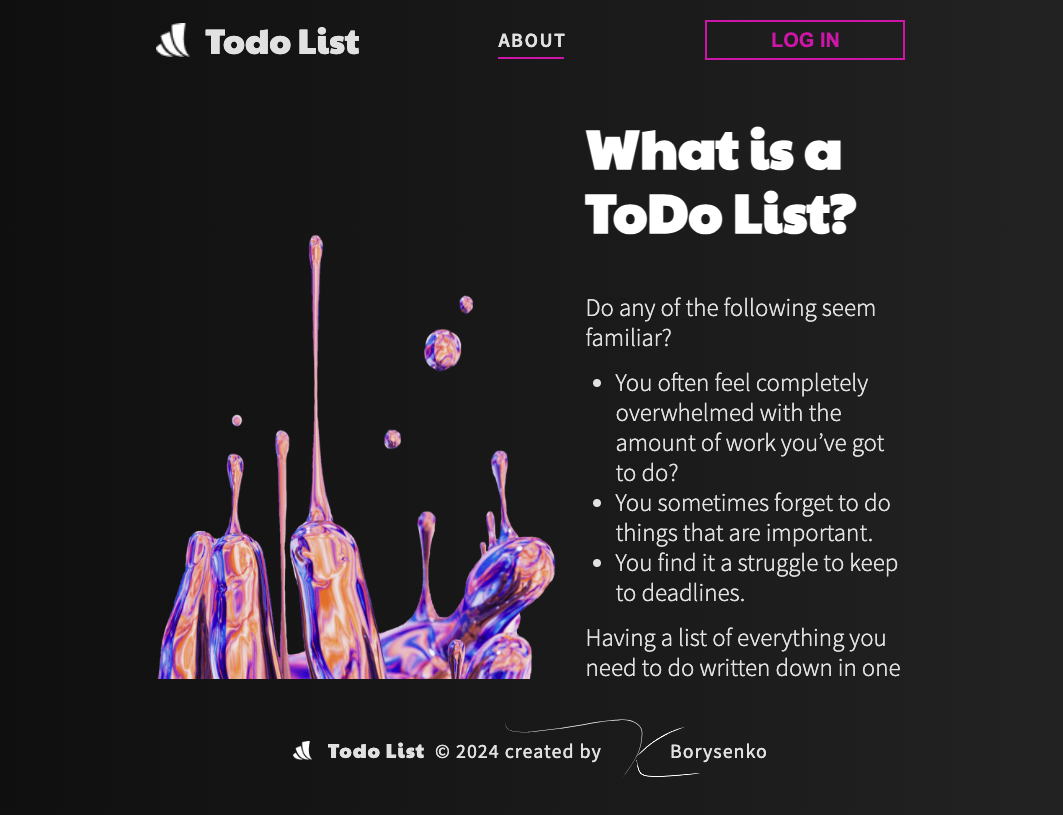 Todo List
ABOUT
LOG IN
What is a
ToDo List?
Do any of the following seem
familiar?
• You often feel completely
overwhelmed with the
amount of work you’ve got
to do?
• You sometimes forget to do
things that are important.
• You find it a struggle to keep
to deadlines.
Having a list of everything you
need to do written down in one
Todo List © 2024 created by K Borysenko